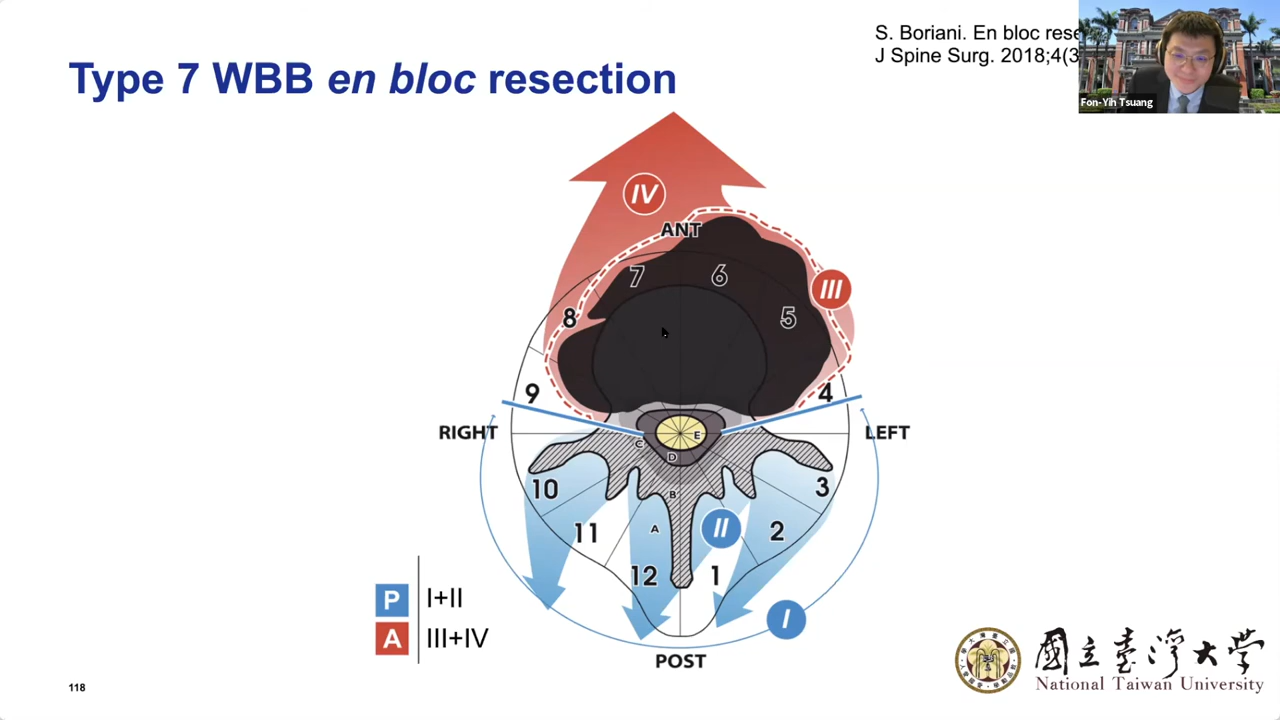 S. Boriani. En bloc
J Spine Surg. 2018;4(3
Type 7 WBB en bloc resection
Fon-Yih Tsuang
IV
ANT
7
6
III
8
5
9
4
RIGHT
E
LEFT
C
D
10
B
3
11
A
II
2
12
1
P
I+II
I
A
III+IV
POST
國立臺灣大學
National Taiwan University
118